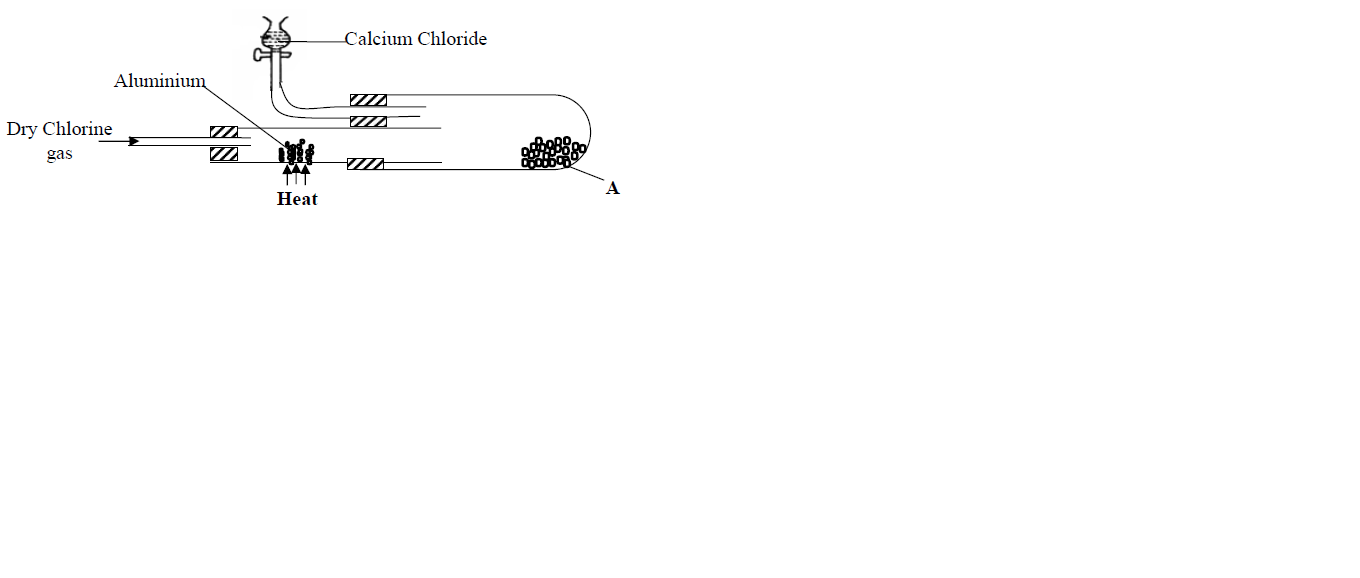 Calcium Chloride
Aluminium
Dry Chlorine
gas
Heat
A